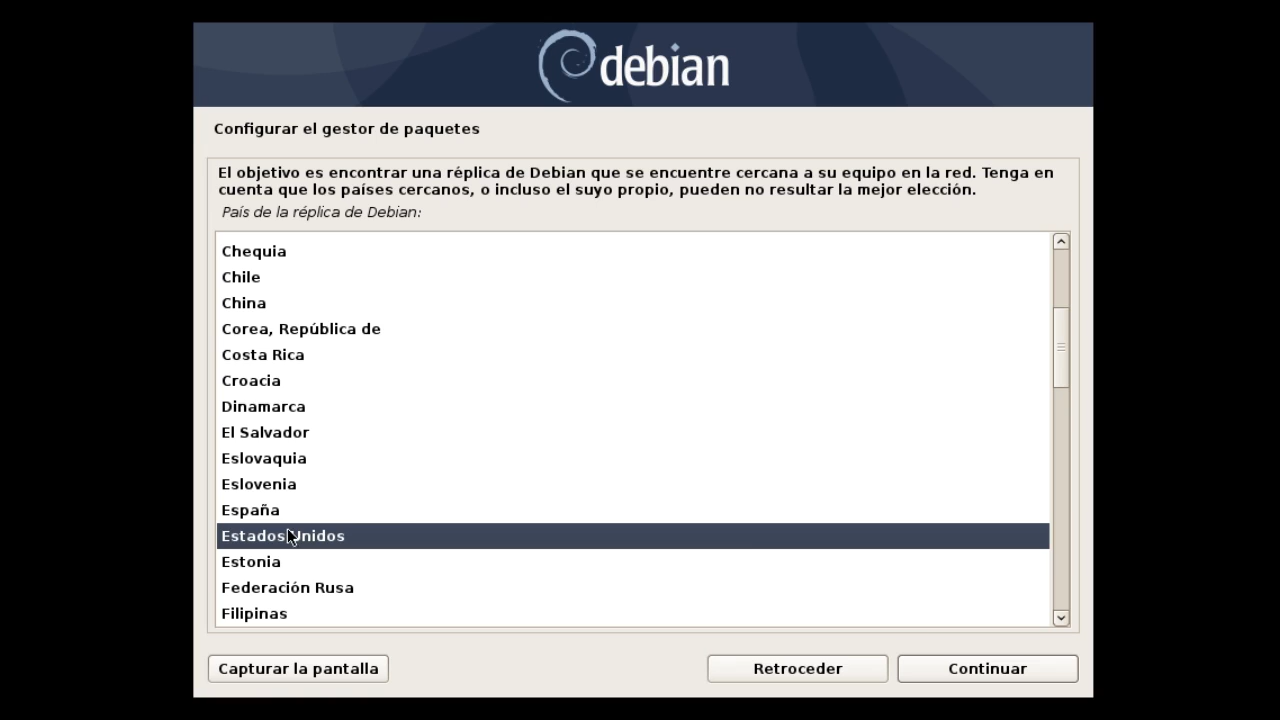 debian
Configurar el gestor de paquetes
El objetivo es encontrar una réplica de Debian que se encuentre cercana a su equipo en la red. Tenga en
cuenta que los países cercanos, o incluso el suyo propio, pueden no resultar la mejor elección.
País de la réplica de Debian:
Chequia
Chile
China
Corea, República de
Costa Rica
Croacia
Dinamarca
El Salvador
Eslovaquia
Eslovenia
España
Estados Unidos
Estonia
Federación Rusa
Filipinas
Capturar la pantalla
Retroceder
Continuar